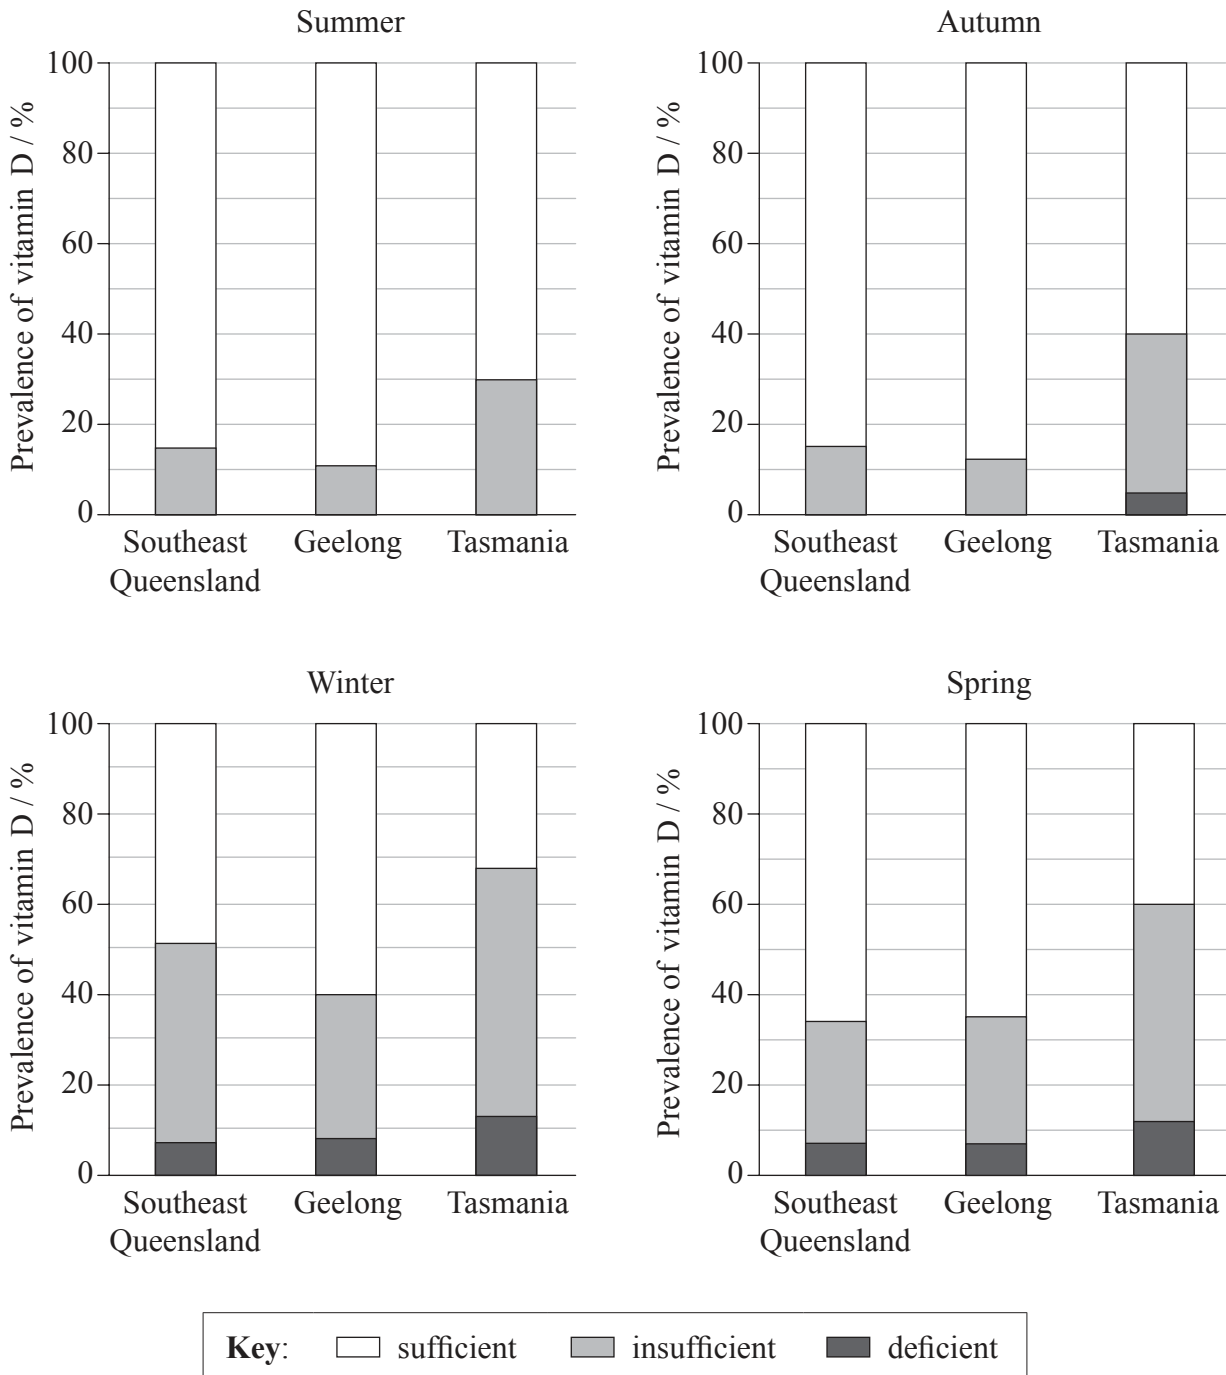 Summer
Prevalence of vitamin D / %
100
80
60
40
20
0
Southeast Queensland
Geelong
Tasmania
Autumn
Prevalence of vitamin D / %
100
80
60
40
20
0
Southeast Queensland
Geelong
Tasmania
Winter
Prevalence of vitamin D / %
100
80
60
40
20
0
Southeast Queensland
Geelong
Tasmania
Spring
Prevalence of vitamin D / %
100
80
60
40
20
0
Southeast Queensland
Geelong
Tasmania
Key: sufficient insufficient deficient